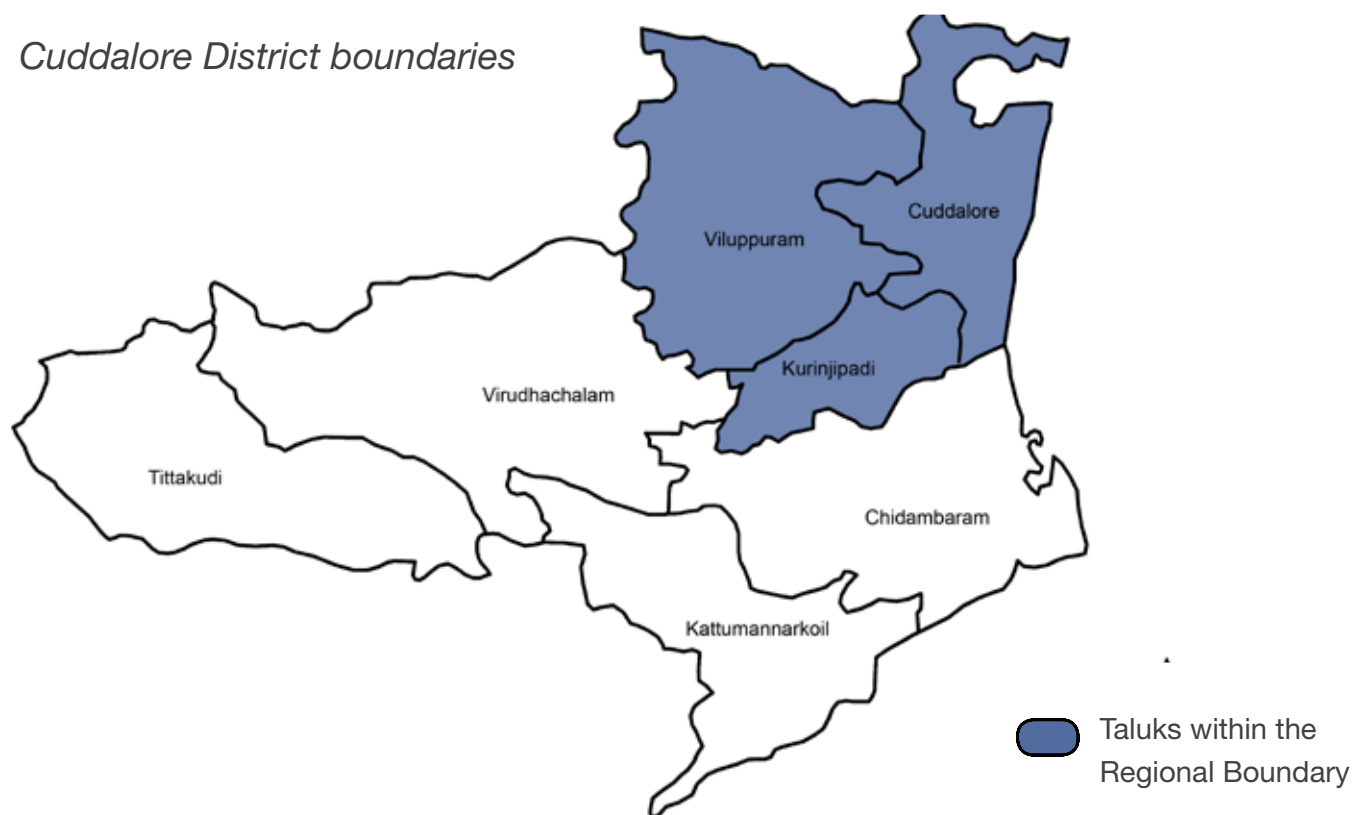 Cuddalore District boundaries
Cuddalore
Viluppuram
Kurinjipadi
Virudhachalam
Tittakudi
Chidambaram
Kattumannarkoil
Taluks within the
Regional Boundary